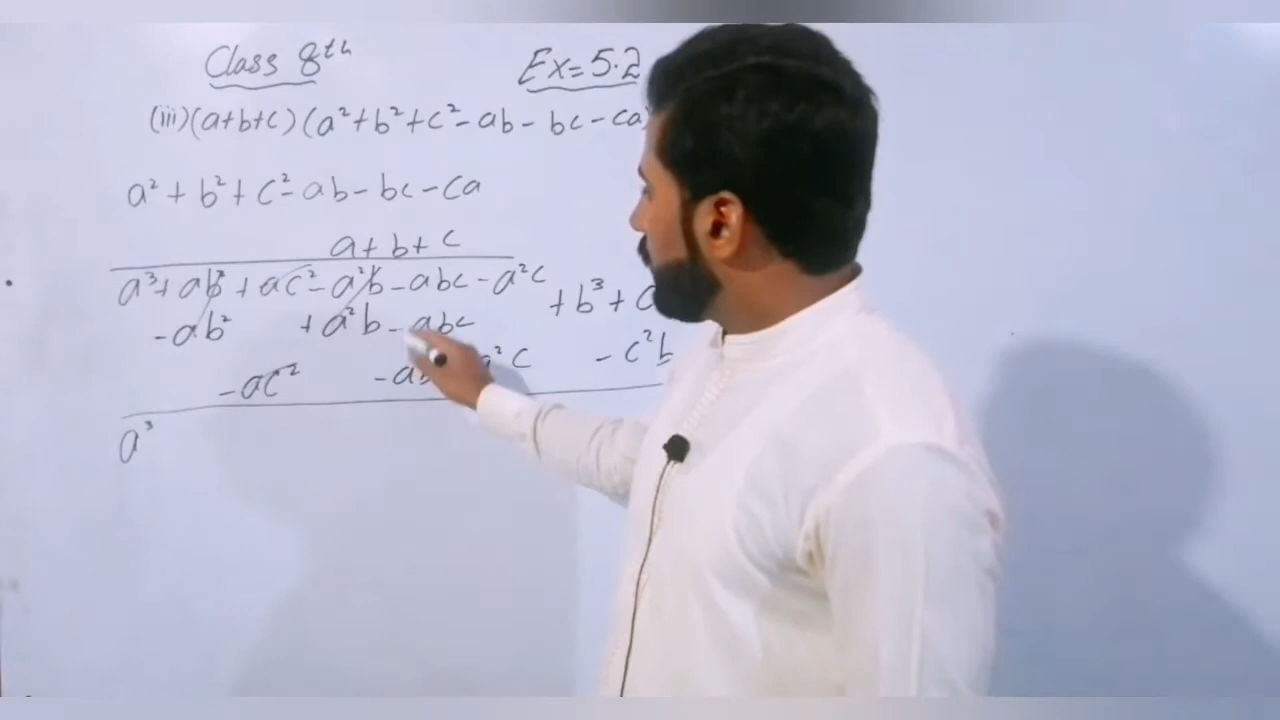 Class 8th Ex=5.2
(iii)(a+b+c)(a²+b²+c²-ab-bc-ca
a²+b²+c²-ab-bc-ca
a+b+c
a³+ab²+ac²-a²b-abc-a²c +b³+
-ab² +a²b-abc
-ac² a²c -c²b
a³